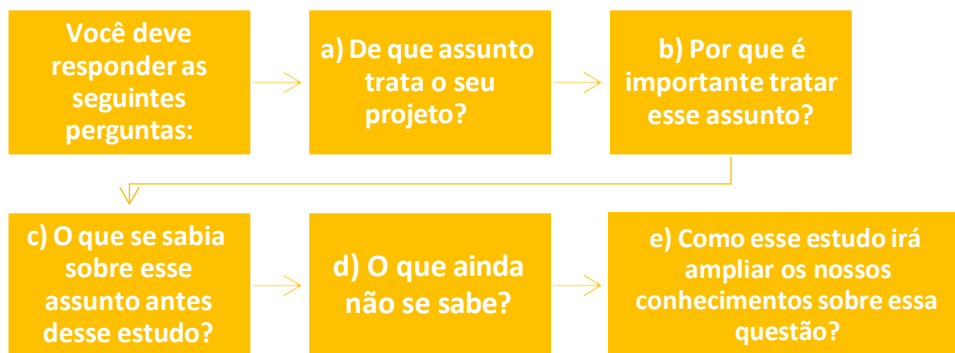 Você deve
responder as
seguintes
perguntas:
a) De que assunto
trata o seu
projeto?
b) Por que é
importante tratar
esse assunto?
c) O que se sabia
sobre esse
assunto antes
desse estudo?
d) O que ainda
não se sabe?
e) Como esse estudo irá
ampliar os nossos
conhecimentos sobre essa
questão?